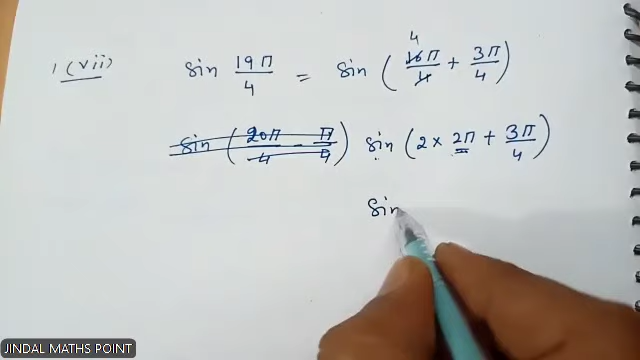 1(vii) sin 19π/4 = sin (16π/4 + 3π/4)
4
sin (20π/4 - π/4) sin (2 × 2π + 3π/4)
sin
JINDAL MATHS POINT